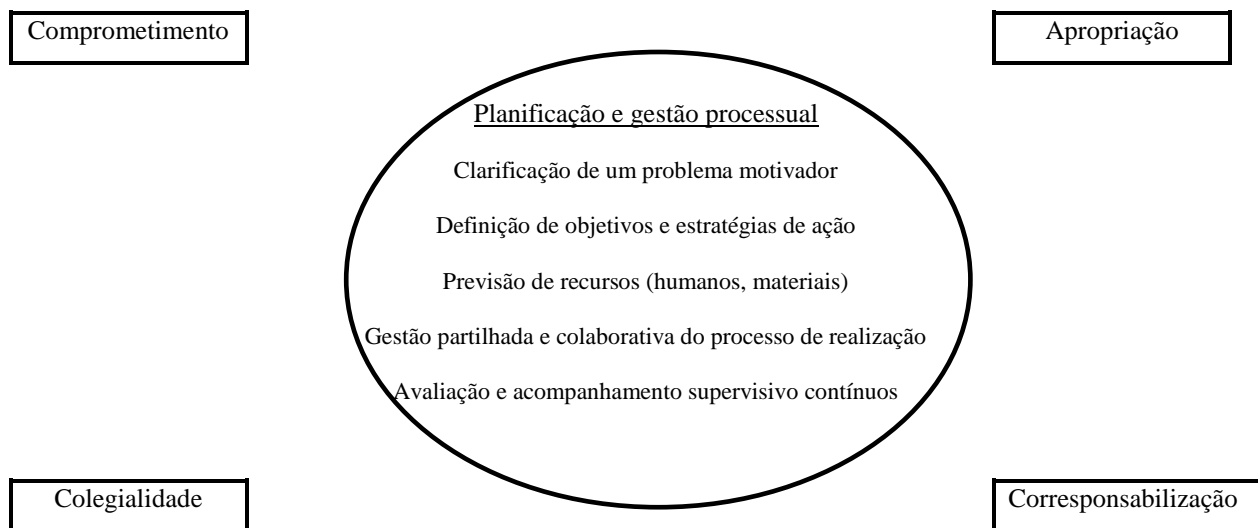 Comprometimento
Apropriação
Planificação e gestão processual
Clarificação de um problema motivador
Definição de objetivos e estratégias de ação
Previsão de recursos (humanos, materiais)
Gestão partilhada e colaborativa do processo de realização
Avaliação e acompanhamento supervisivo contínuos
Colegialidade
Corresponsabilização